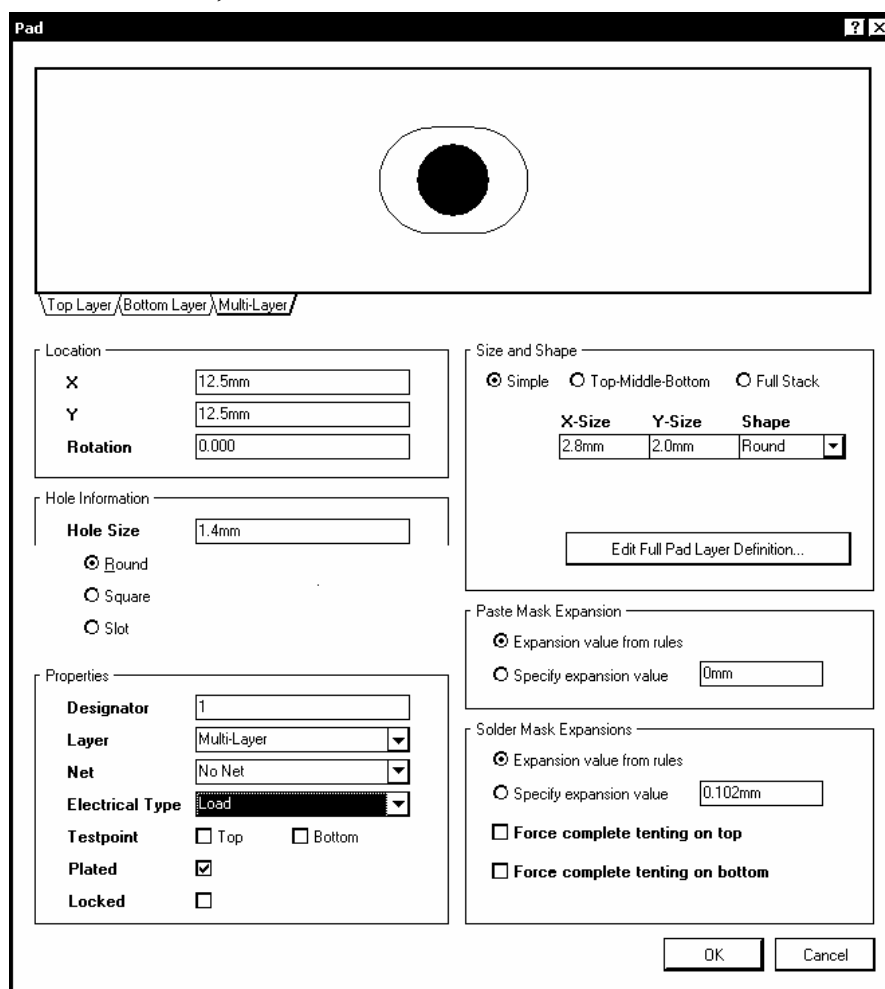 Pad
Top Layer Bottom Layer Multi-Layer
Location
X 12.5mm
Y 12.5mm
Rotation 0.000
Hole Information
Hole Size 1.4mm
Round
Square
Slot
Properties
Designator 1
Layer Multi-Layer
Net No Net
Electrical Type Load
Testpoint Top Bottom
Plated
Locked
Size and Shape
Simple Top-Middle-Bottom Full Stack
X-Size Y-Size Shape
2.8mm 2.0mm Round
Edit Full Pad Layer Definition...
Paste Mask Expansion
Expansion value from rules
Specify expansion value 0mm
Solder Mask Expansions
Expansion value from rules
Specify expansion value 0.102mm
Force complete tenting on top
Force complete tenting on bottom
OK Cancel